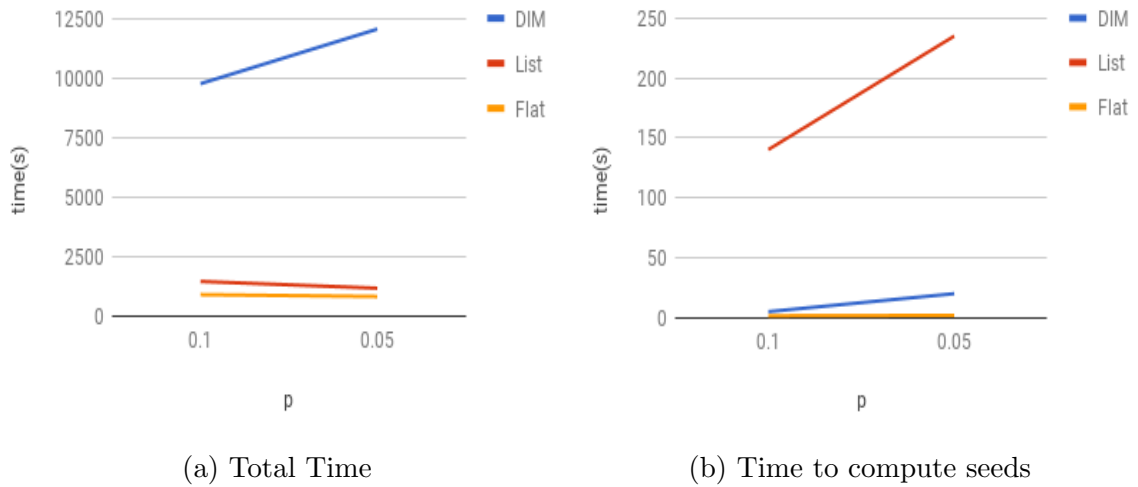 12500
10000
7500
5000
2500
0
time(s)
0.1
0.05
p
DIM
List
Flat
(a) Total Time
250
200
150
100
50
0
time(s)
0.1
0.05
p
DIM
List
Flat
(b) Time to compute seeds